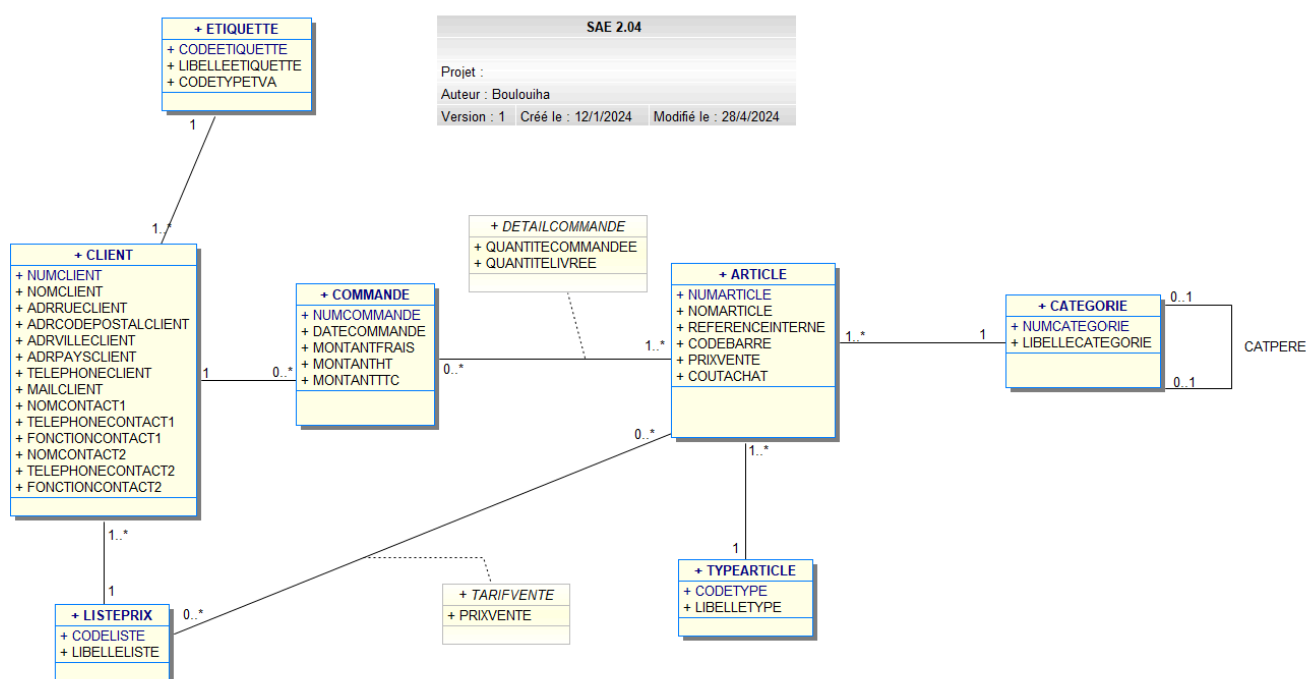 + ETIQUETTE
+ CODEETIQUETTE
+ LIBELLEETIQUETTE
+ CODETYPETVA
SAE 2.04
Projet :
Auteur : Boulouiha
Version : 1 Créé le : 12/1/2024 Modifié le : 28/4/2024
1
1..*
+ CLIENT
+ NUMCLIENT
+ NOMCLIENT
+ ADRRUECLIENT
+ ADRCODEPOSTALCLIENT
+ ADRVILLECLIENT
+ ADRPAYSCLIENT
+ TELEPHONECLIENT
+ MAILCLIENT
+ NOMCONTACT1
+ TELEPHONECONTACT1
+ FONCTIONCONTACT1
+ NOMCONTACT2
+ TELEPHONECONTACT2
+ FONCTIONCONTACT2
1
0..*
+ COMMANDE
+ NUMCOMMANDE
+ DATECOMMANDE
+ MONTANTFRAIS
+ MONTANTHT
+ MONTANTTTC
0..*
1..*
+ DETAILCOMMANDE
+ QUANTITECOMMANDEE
+ QUANTITELIVREE
+ ARTICLE
+ NUMARTICLE
+ NOMARTICLE
+ REFERENCEINTERNE
+ CODEBARRE
+ PRIXVENTE
+ COUTACHAT
1..*
1
+ CATEGORIE
+ NUMCATEGORIE
+ LIBELLECATEGORIE
0..1
CATPERE
0..1
0..*
1..*
1..*
1
1
+ LISTEPRIX
+ CODELISTE
+ LIBELLELISTE
0..*
+ TARIFVENTE
+ PRIXVENTE
+ TYPEARTICLE
+ CODETYPE
+ LIBELLETYPE